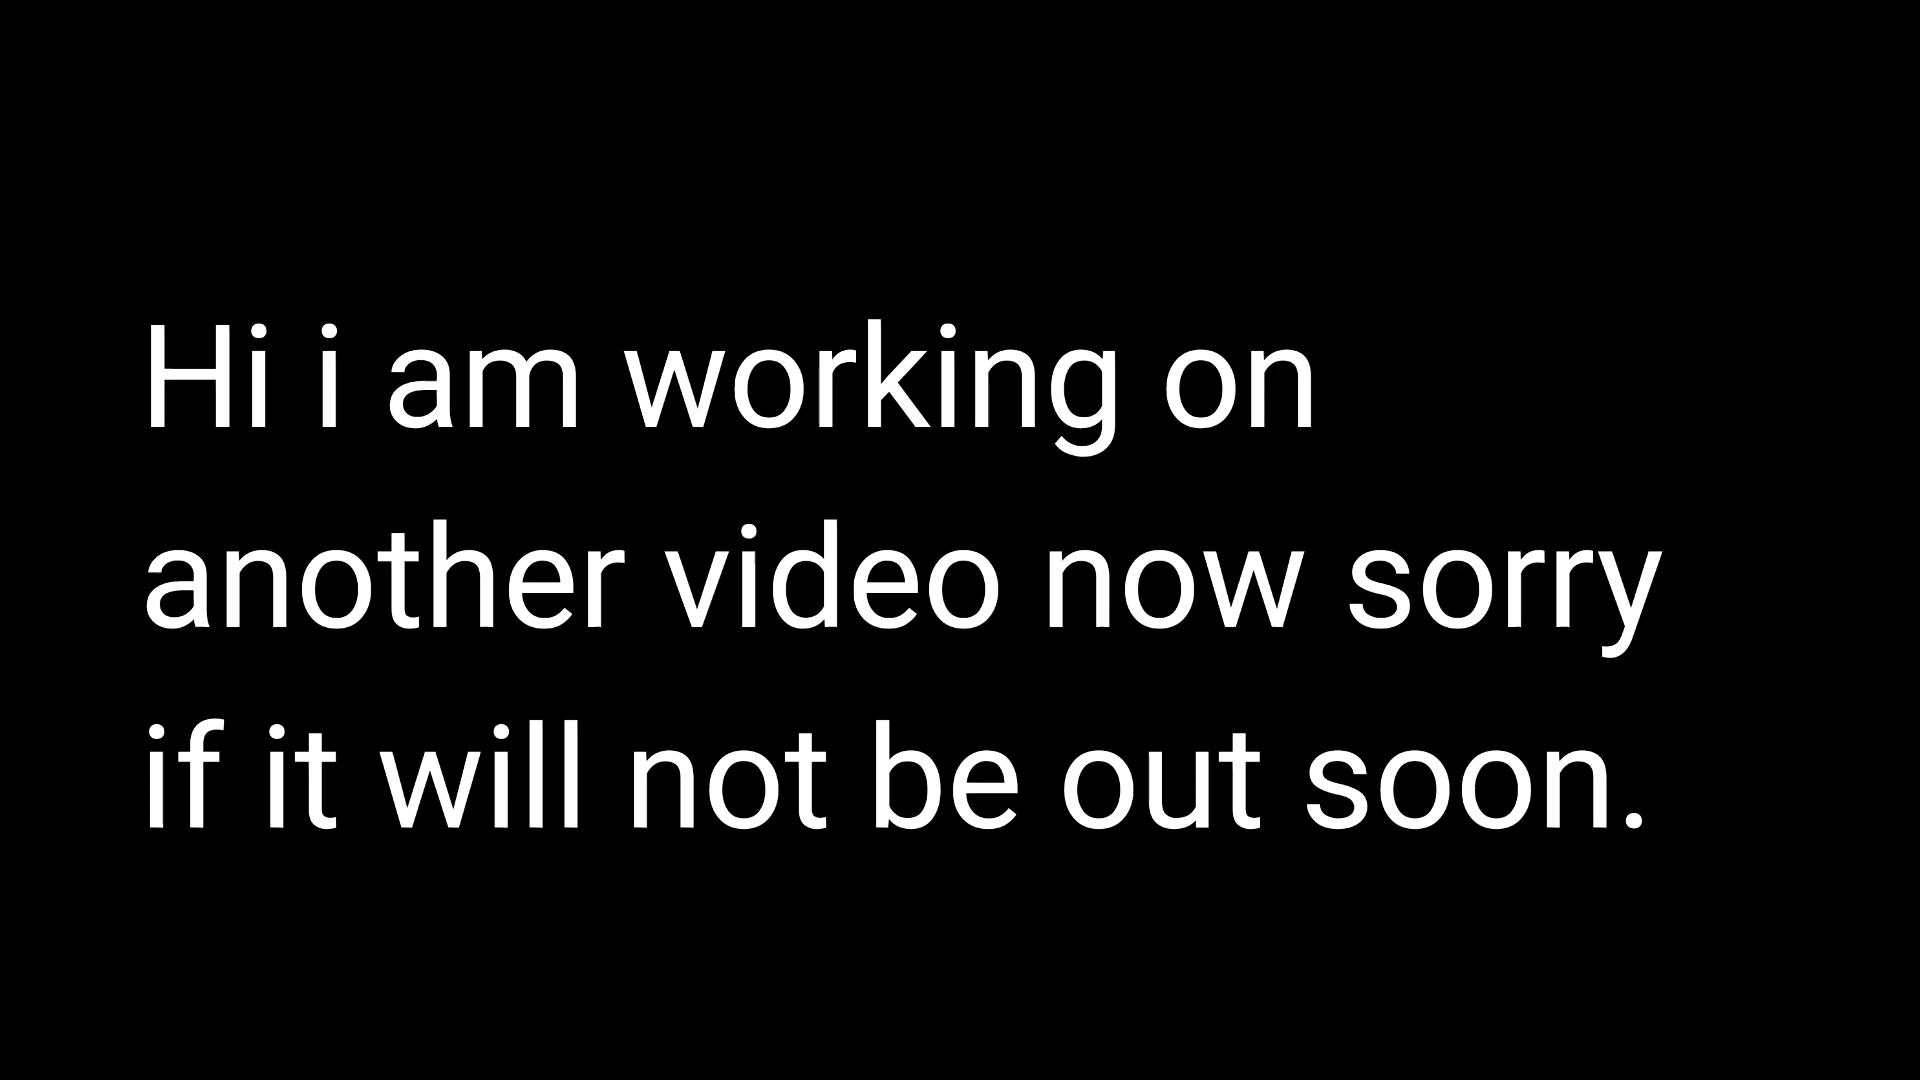 Hi i am working on
another video now sorry
if it will not be out soon.